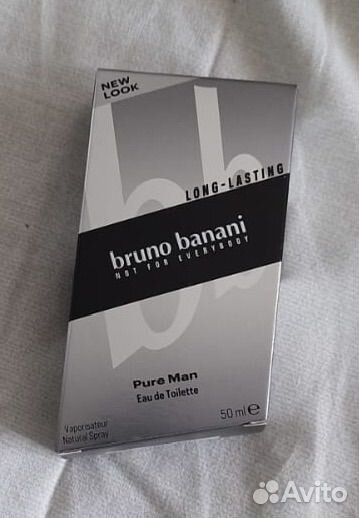 NEW
LOOK
bb
LONG-LASTING
bruno banani
NOT FOR EVERYBODY
Pure Man
Eau de Toilette
Vaporisateur
Natural Spray
50 ml ℮
Avito